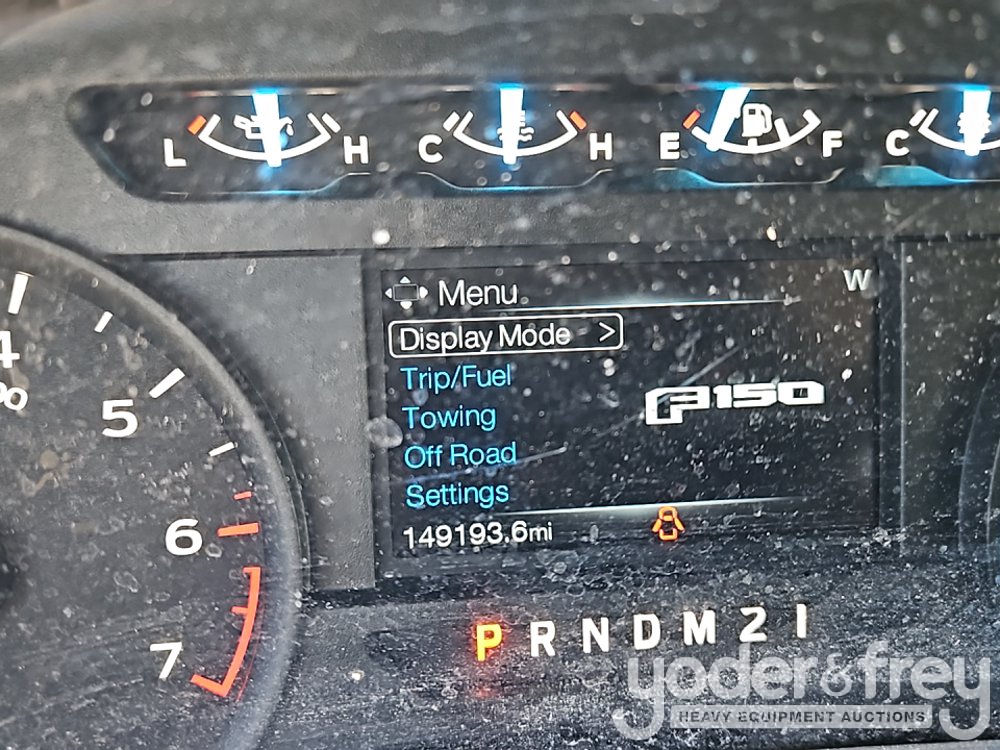 L H C H E F C
Menu W
Display Mode >
Trip/Fuel
Towing
Off Road
Settings
F150
149193.6mi
4
5
6
7
P R N D M 2 1
yoder&frey
HEAVY EQUIPMENT AUCTIONS